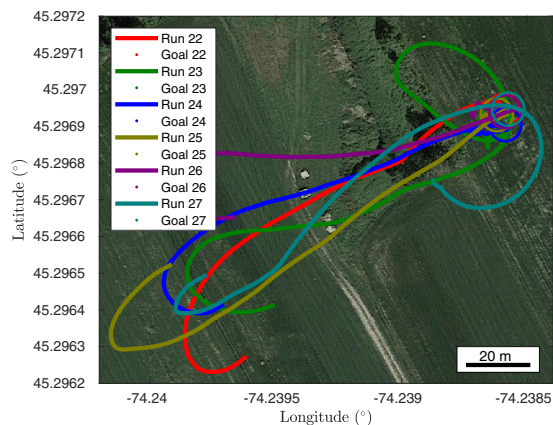 45.2972
45.2971
45.297
45.2969
45.2968
45.2967
45.2966
45.2965
45.2964
45.2963
45.2962
Latitude (°)
Run 22
Goal 22
Run 23
Goal 23
Run 24
Goal 24
Run 25
Goal 25
Run 26
Goal 26
Run 27
Goal 27
20 m
-74.24
-74.2395
-74.239
-74.2385
Longitude (°)